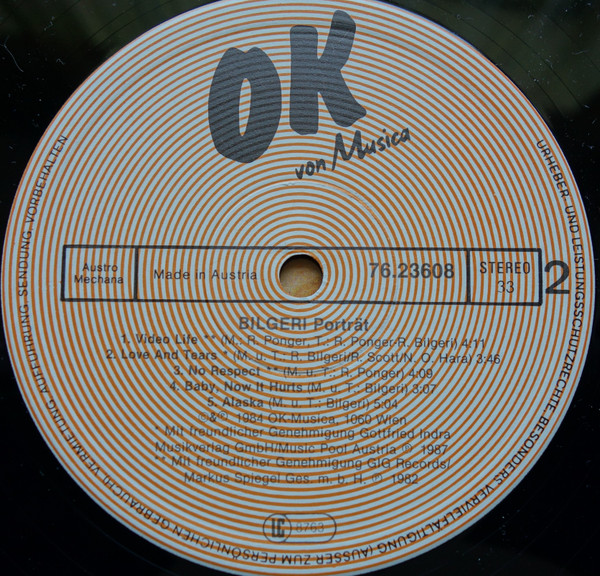 OK
von Musica
Austro
Mechana
Made in Austria
76.23608
STEREO
33
2
BILGERI Porträt
1. Video Life ** (M.: R. Ponger, T.: R. Ponger/R. Bilgeri) 4:11
2. Love And Tears * (M. u. T.: R. Bilgeri/R. Scott/N. O. Hara) 3:46
3. No Respect ** (M. u. T.: R. Ponger) 4:09
4. Baby, Now It Hurts (M. u. T.: Bilgeri) 3:07
5. Alaska (M. u. T.: Bilgeri) 5:04
©&℗ 1984 OK-Musica, 1060 Wien
* Mit freundlicher Genehmigung Gottfried Indra
Musikverlag GmbH/Music Pool Austria ℗ 1987
** Mit freundlicher Genehmigung GIG Records/
Markus Spiegel Ges. m. b. H. ℗ 1982
LC 8763
URHEBER- UND LEISTUNGSSCHUTZRECHTE, BESONDERS VERVIELFÄLTIGUNG (AUSSER ZUM PERSÖNLICHEN GEBRAUCH), VERMIETUNG, AUFFÜHRUNG, SENDUNG, VORBEHALTEN